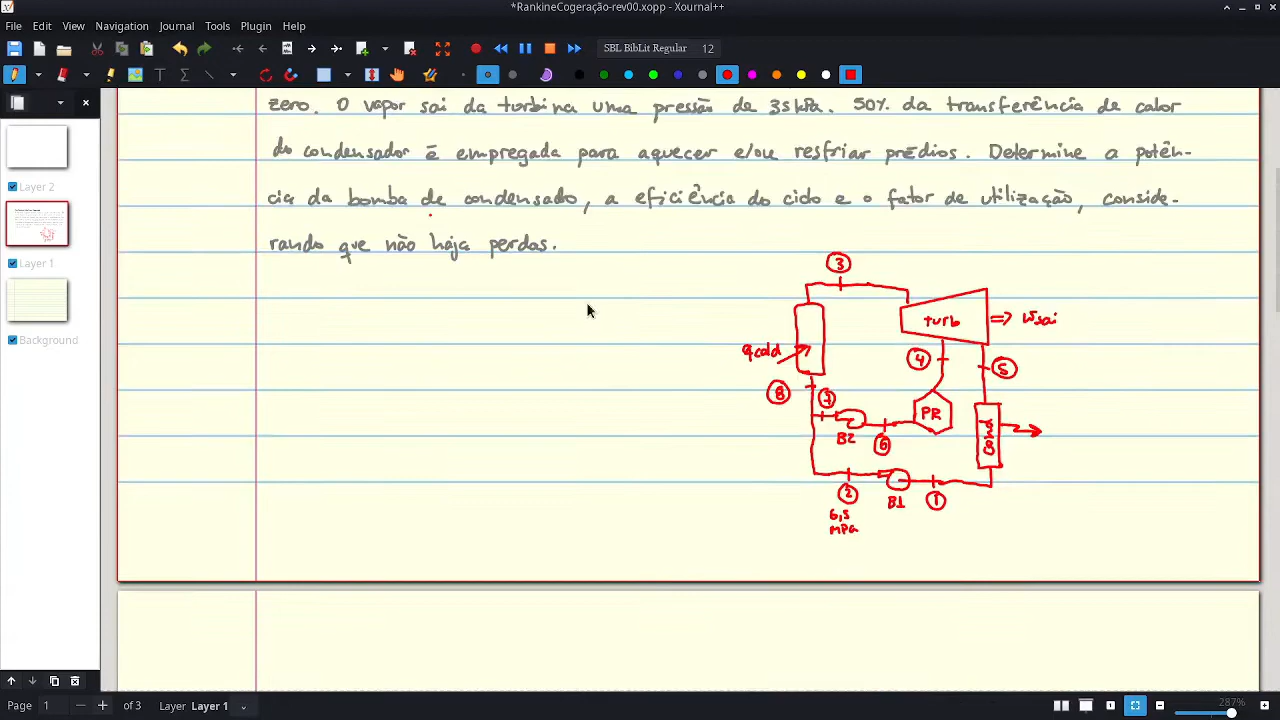 *RankineCogeração-rev00.xopp - Xournal++
File Edit View Navigation Journal Tools Plugin Help
SBL BibLit Regular 12
zero. O vapor sai da turbina uma pressão de 35 kPa. 50% da transferência de calor
do condensador é empregada para aquecer e/ou resfriar prédios. Determine a potên-
cia da bomba de condensado, a eficiência do ciclo e o fator de utilização, conside-
rando que não haja perdas.
3
turb => wsai
qcald
4
5
8
7
PR
B2
6
cond
2
B1
1
6,5
MPa
Layer 2
Layer 1
Background
Page 1 of 3 Layer Layer 1
287%